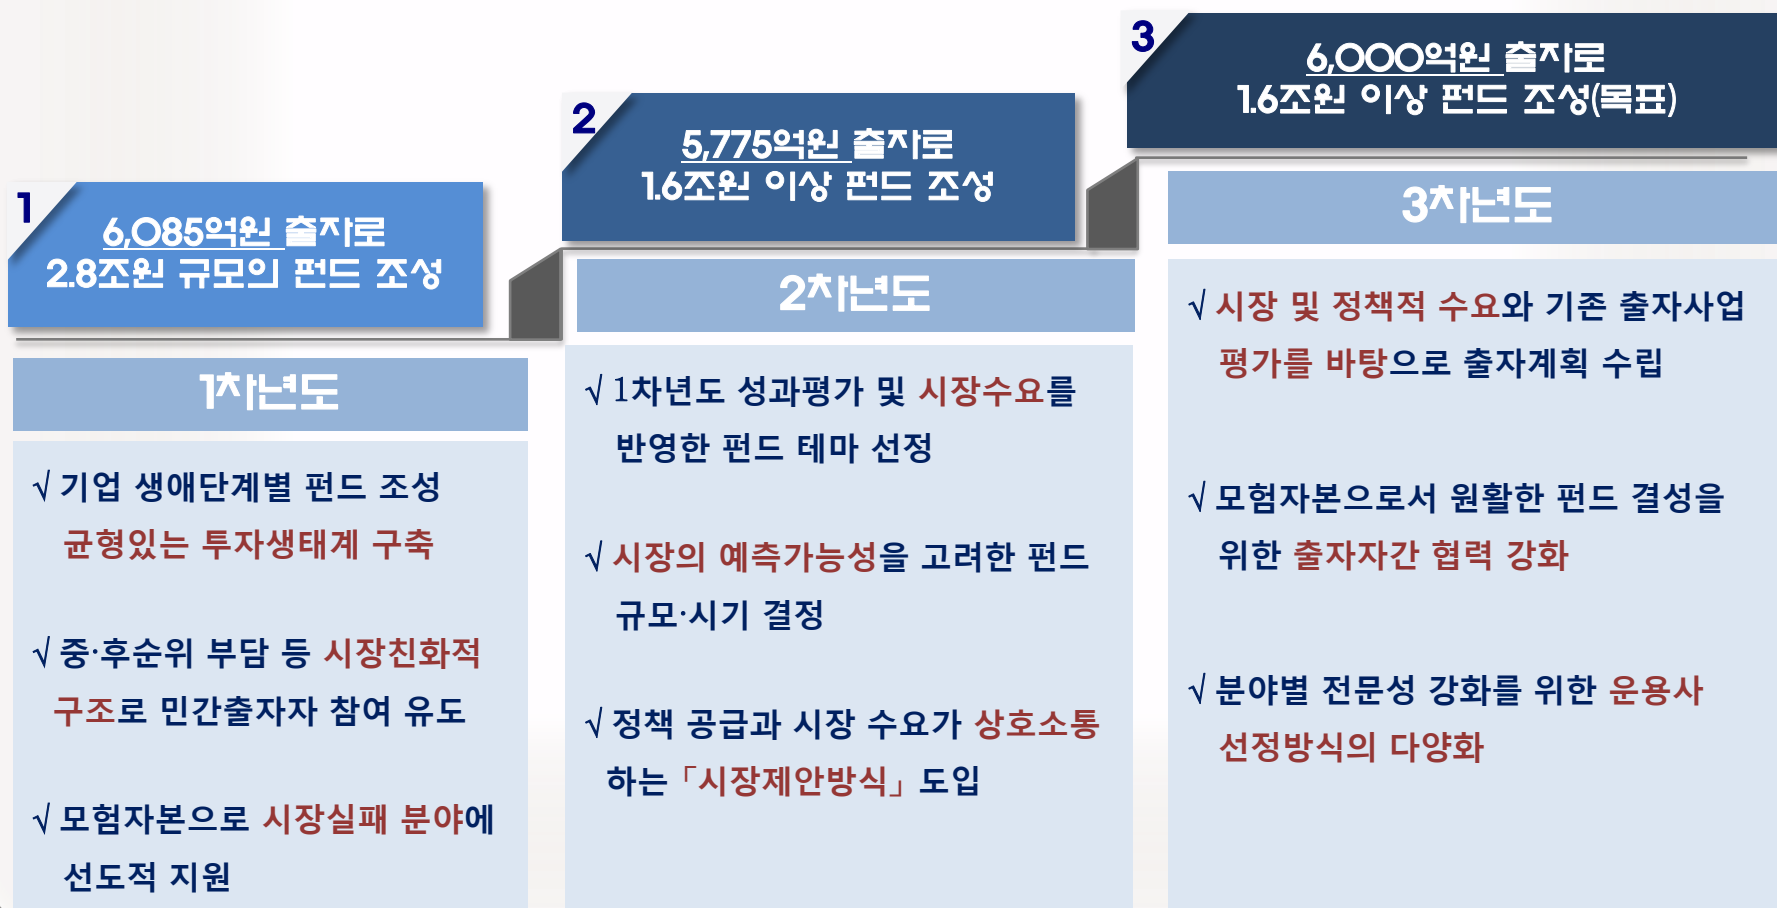 1
6,085억원 출자로
2.8조원 규모의 펀드 조성
1차년도
√ 기업 생애단계별 펀드 조성
균형있는 투자생태계 구축
√ 중·후순위 부담 등 시장친화적
구조로 민간출자자 참여 유도
√ 모험자본으로 시장실패 분야에
선도적 지원
2
5,775억원 출자로
1.6조원 이상 펀드 조성
2차년도
√ 1차년도 성과평가 및 시장수요를
반영한 펀드 테마 선정
√ 시장의 예측가능성을 고려한 펀드
규모·시기 결정
√ 정책 공급과 시장 수요가 상호소통
하는 「시장제안방식」 도입
3
6,000억원 출자로
1.6조원 이상 펀드 조성(목표)
3차년도
√ 시장 및 정책적 수요와 기존 출자사업
평가를 바탕으로 출자계획 수립
√ 모험자본으로서 원활한 펀드 결성을
위한 출자자간 협력 강화
√ 분야별 전문성 강화를 위한 운용사
선정방식의 다양화